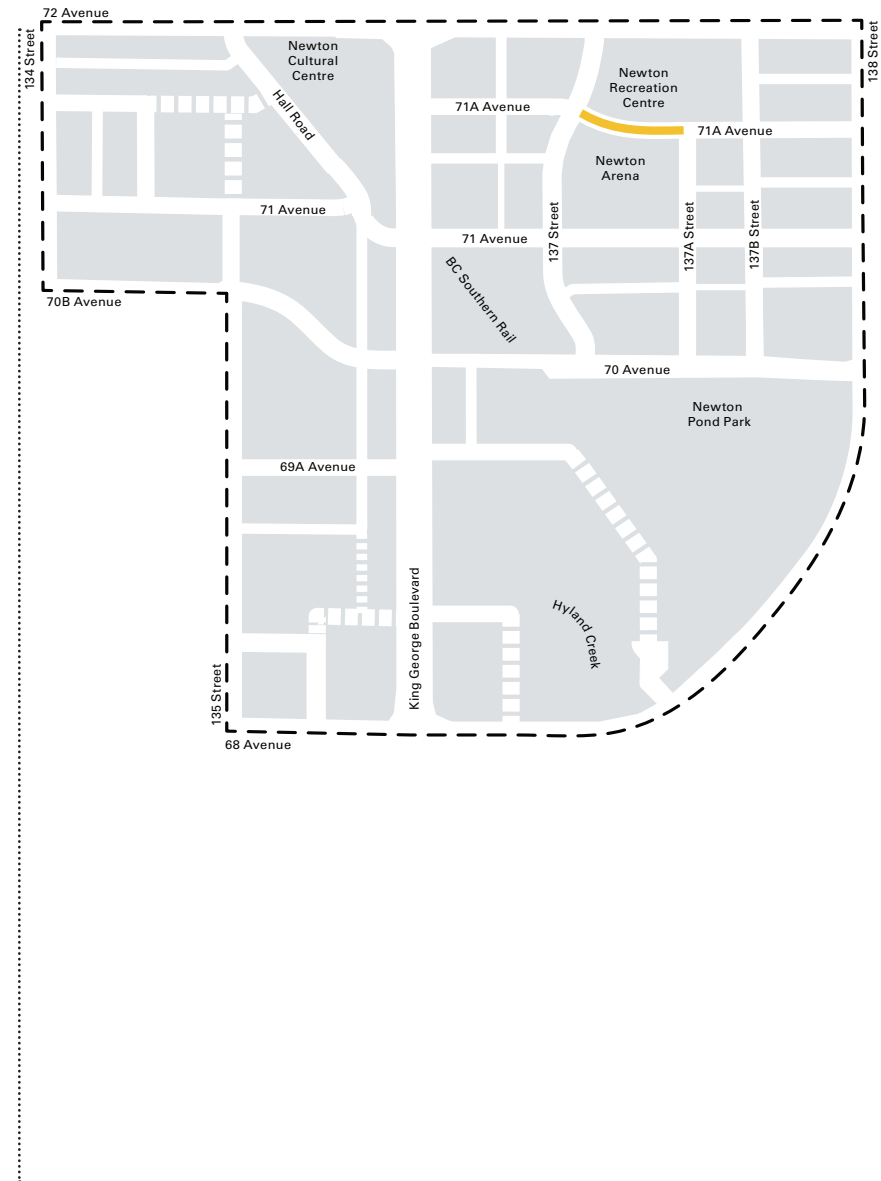 72 Avenue
134 Street
138 Street
Newton
Cultural
Centre
Hall Road
Newton
Recreation
Centre
71A Avenue
71A Avenue
Newton
Arena
71 Avenue
71 Avenue
137 Street
137A Street
137B Street
BC Southern Rail
70B Avenue
70 Avenue
Newton
Pond Park
69A Avenue
King George Boulevard
Hyland Creek
135 Street
68 Avenue